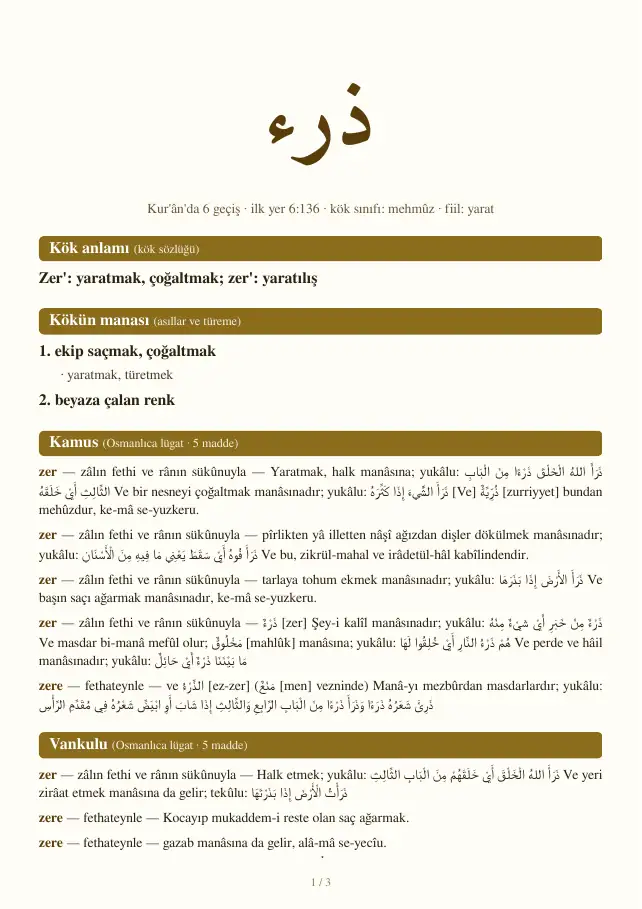 ذرء
Kur'ân'da 6 geçiş · ilk yer 6:136 · kök sınıfı: mehmûz · fiil: yarat
Kök anlamı (kök sözlüğü)
Zer': yaratmak, çoğaltmak; zer': yaratılış
Kökün manası (asıllar ve türeme)
1. ekip saçmak, çoğaltmak
· yaratmak, türetmek
2. beyaza çalan renk
Kamus (Osmanlıca lügat · 5 madde)
zer — zâlın fethi ve rânın sükûnuyla — Yaratmak, halk manâsına; yukâlu: ذَرَأَ اللهُ الْخَلْقَ ذَرْءًا مِنَ الْبَابِ
الثَّالِثِ أَيْ خَلَقَهُ Ve bir nesneyi çoğaltmak manâsınadır; yukâlu: ذَرَأَ الشَّيْءَ إِذَا كَثَّرَهُ [Ve] ذُرِّيَّةٌ [zurriyyet] bundan
mehûzdur, ke-mâ se-yuzkeru.
zer — zâlın fethi ve rânın sükûnuyla — pîrlikten yâ illetten nâşî ağızdan dişler dökülmek manâsınadır;
yukâlu: ذَرَأَ فُوهُ أَيْ سَقَطَ يَعْنِي مَا فِيهِ مِنَ الْأَسْنَانِ Ve bu, zikrül-mahal ve irâdetül-hâl kabîlindendir.
zer — zâlın fethi ve rânın sükûnuyla — tarlaya tohum ekmek manâsınadır; yukâlu: ذَرَأَ الْأَرْضَ إِذَا بَذَرَهَا Ve
başın saçı ağarmak manâsınadır, ke-mâ se-yuzkeru.
zer — zâlın fethi ve rânın sükûnuyla — ذَرْءٌ [zer] Şey-i kalîl manâsınadır; yukâlu: ذَرْءٌ مِنْ خَبَرٍ أَيْ شَيْءٌ مِنْهُ
Ve masdar bi-manâ mefûl olur; مَخْلُوقٌ [mahlûk] manâsına; yukâlu: هُمْ ذَرْءُ النَّارِ أَيْ خُلِقُوا لَهَا Ve perde ve hâil
manâsınadır; yukâlu: مَا بَيْنَنَا ذَرْءٌ أَيْ حَائِلٌ
zere — fethateynle — ve الذَّرْءُ [ez-zer] (مَنْعٌ [men] vezninde) Manâ-yı mezbûrdan masdarlardır; yukâlu:
ذَرِئَ شَعْرُهُ ذَرَءًا وَذَرَأَ ذَرْءًا مِنَ الْبَابِ الرَّابِعِ وَالثَّالِثِ إِذَا شَابَ أَوِ ابْيَضَّ شَعْرُهُ فِي مُقَدَّمِ الرَّأْسِ
Vankulu (Osmanlıca lügat · 5 madde)
zer — zâlın fethi ve rânın sükûnuyla — Halk etmek; yukâlu: ذَرَأَ اللهُ الْخَلْقَ أَيْ خَلَقَهُمْ مِنَ الْبَابِ الثَّالِثِ Ve yeri
zirâat etmek manâsına da gelir; tekûlu: ذَرَأْتُ الْأَرْضَ إِذَا بَذَرْتَهَا
zere — fethateynle — Kocayıp mukaddem-i reste olan saç ağarmak.
zere — fethateynle — gazab manâsına da gelir, alâ-mâ se-yecîu.
1 / 3